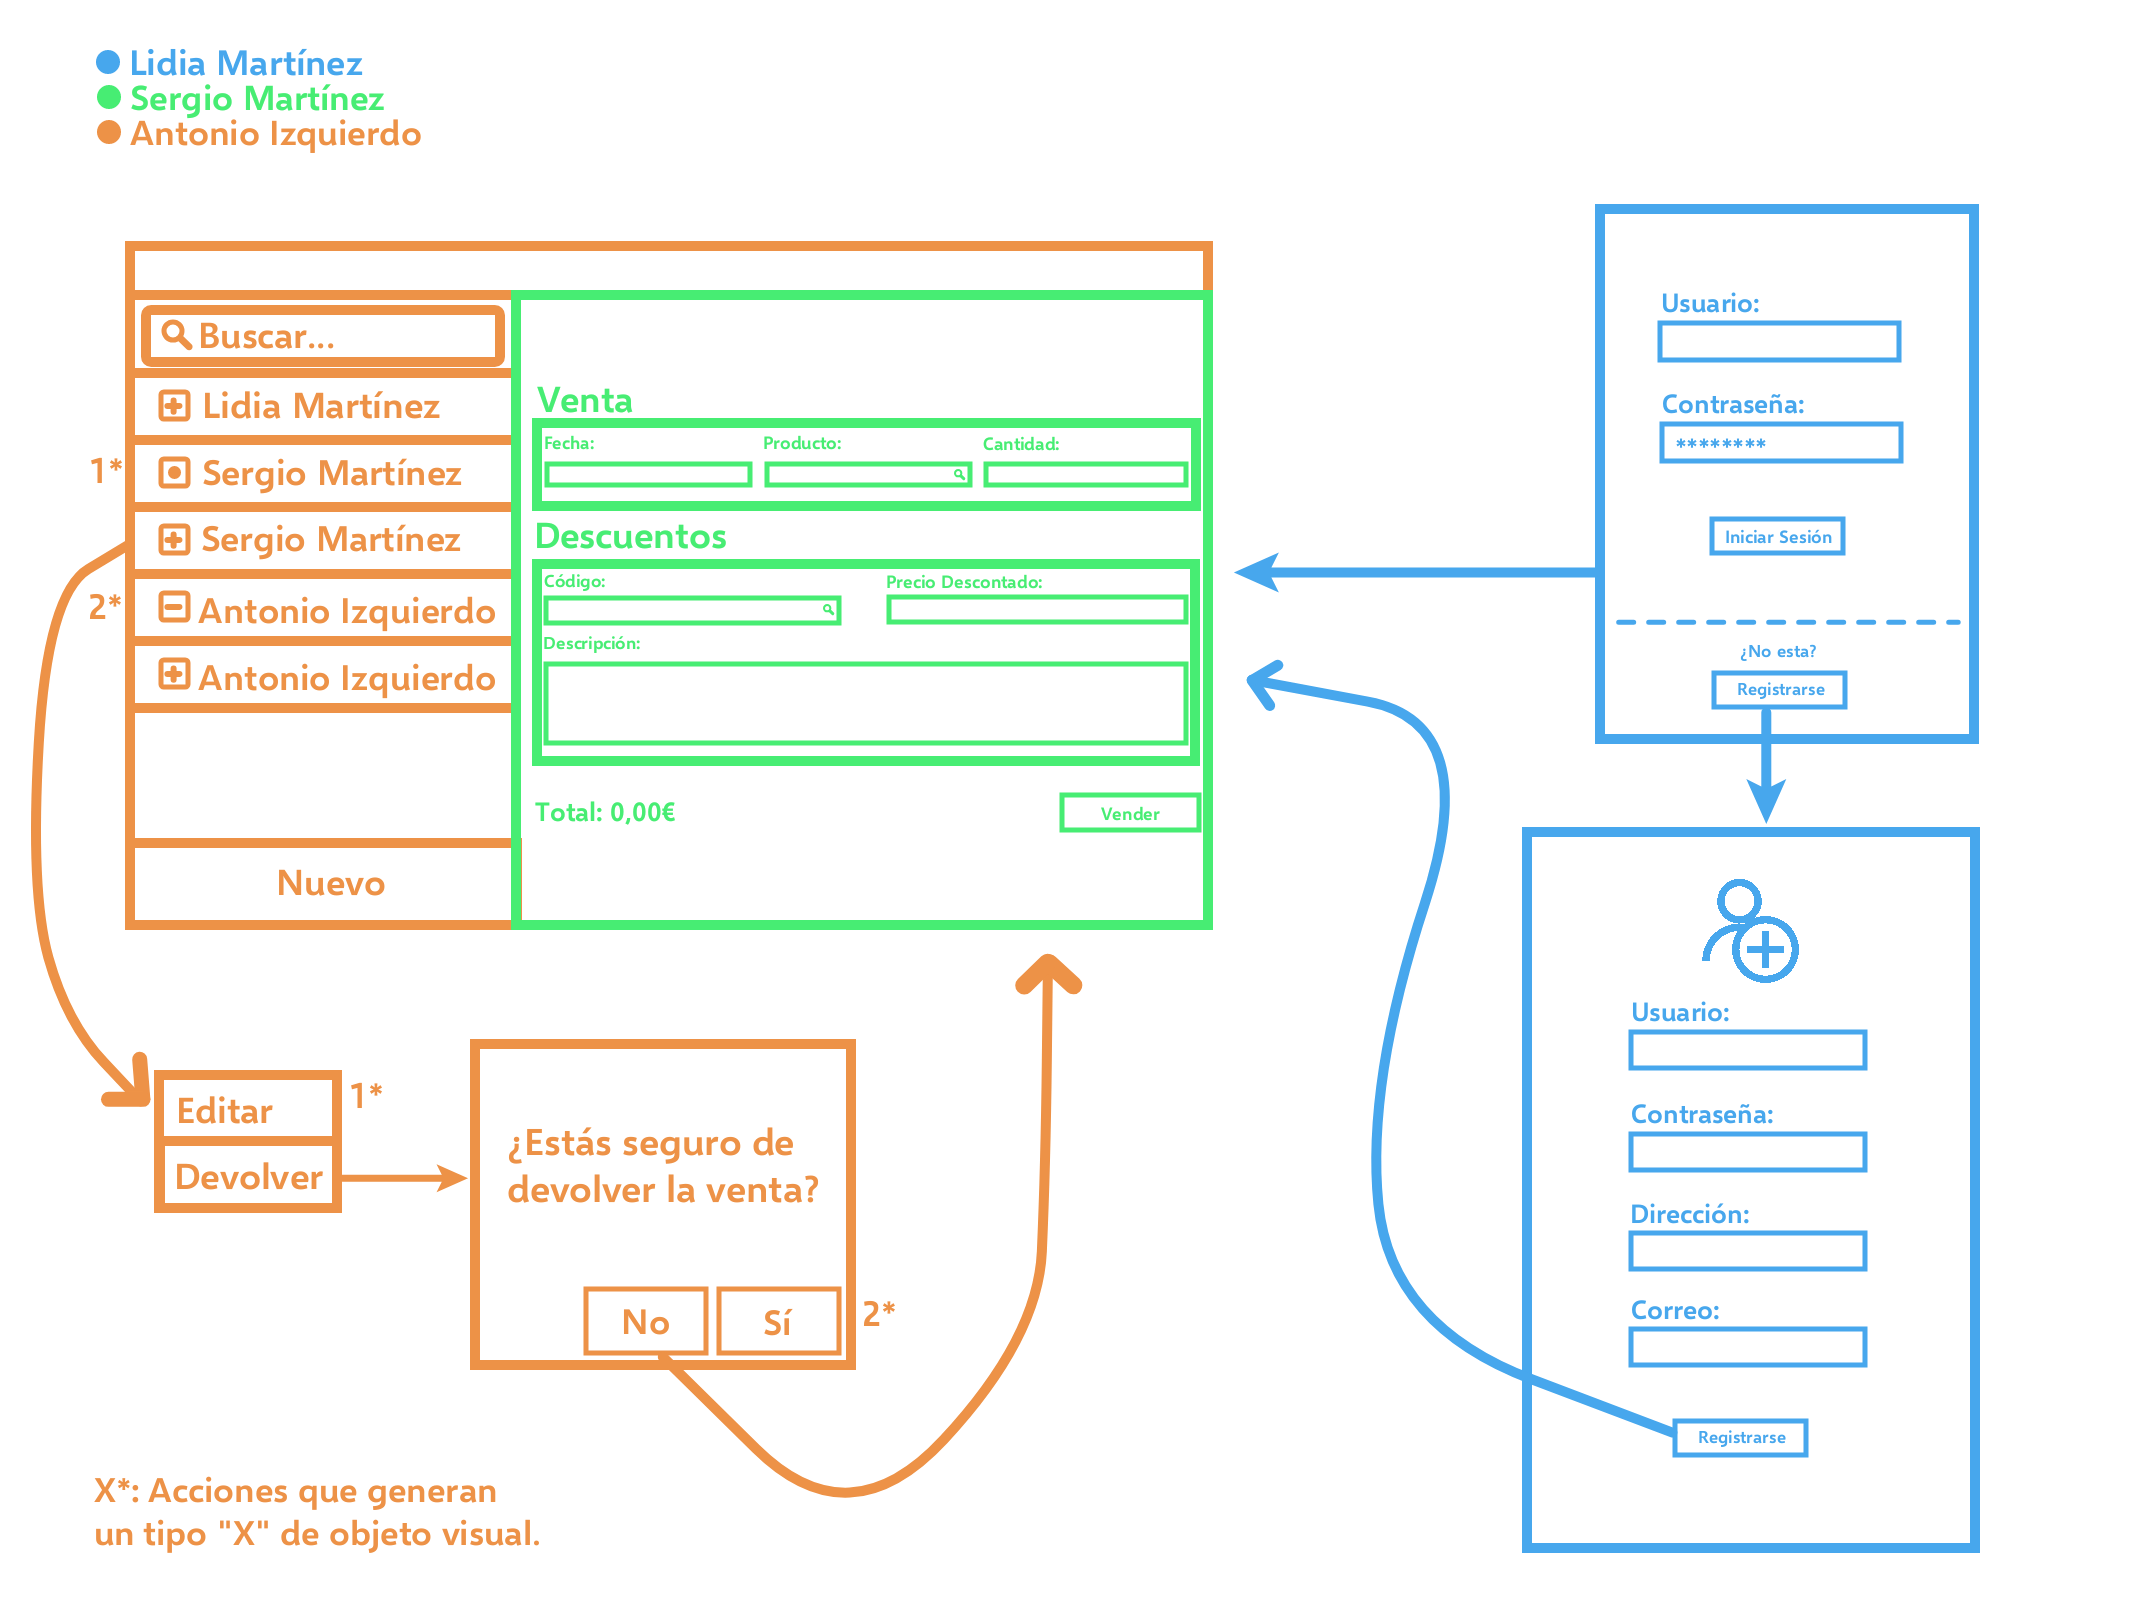 Lidia Martínez
Sergio Martínez
Antonio Izquierdo
Buscar...
Lidia Martínez
1*
Sergio Martínez
Sergio Martínez
2*
Antonio Izquierdo
Antonio Izquierdo
Nuevo
Venta
Fecha:
Producto:
Cantidad:
Descuentos
Código:
Precio Descontado:
Descripción:
Total: 0,00€
Vender
Usuario:
Contraseña:
********
Iniciar Sesión
¿No esta?
Registrarse
Usuario:
Contraseña:
Dirección:
Correo:
Registrarse
Editar
1*
Devolver
¿Estás seguro de
devolver la venta?
No
Sí
2*
X*: Acciones que generan
un tipo "X" de objeto visual.